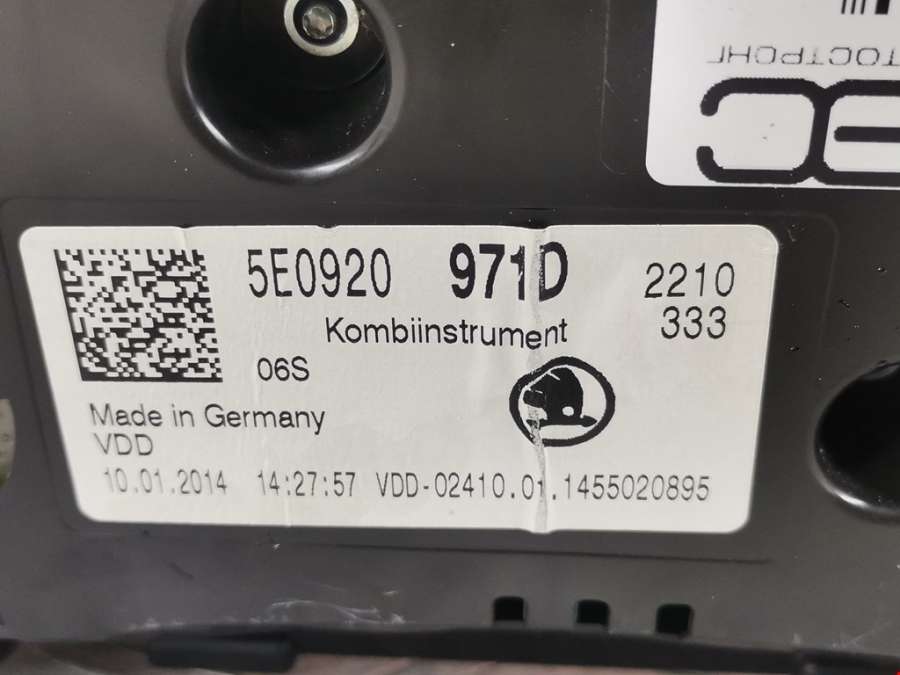 5E0920 971D 2210
Kombiinstrument 333
06S
Made in Germany
VDD
10.01.2014 14:27:57 VDD-02410.01.1455020895